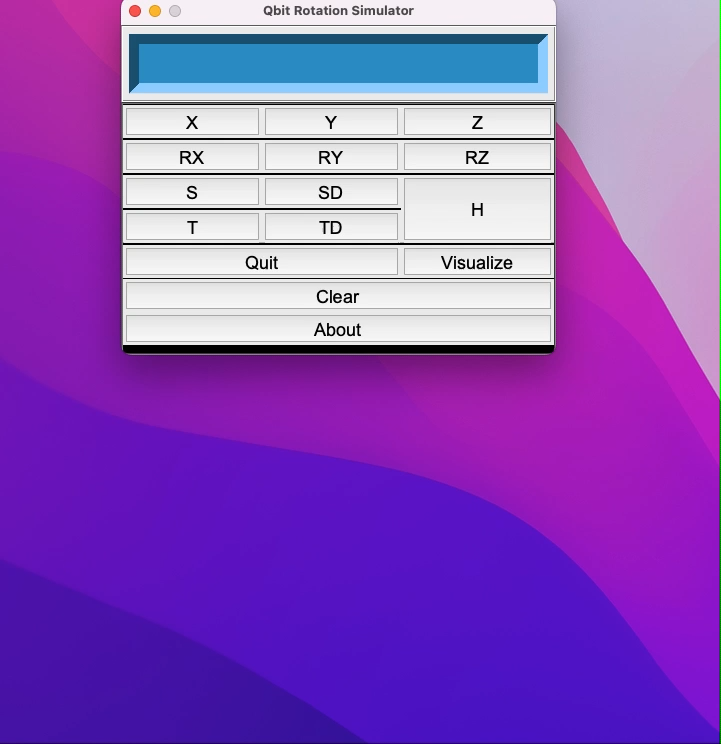 Qbit Rotation Simulator
X Y Z
RX RY RZ
S SD H
T TD
Quit Visualize
Clear
About